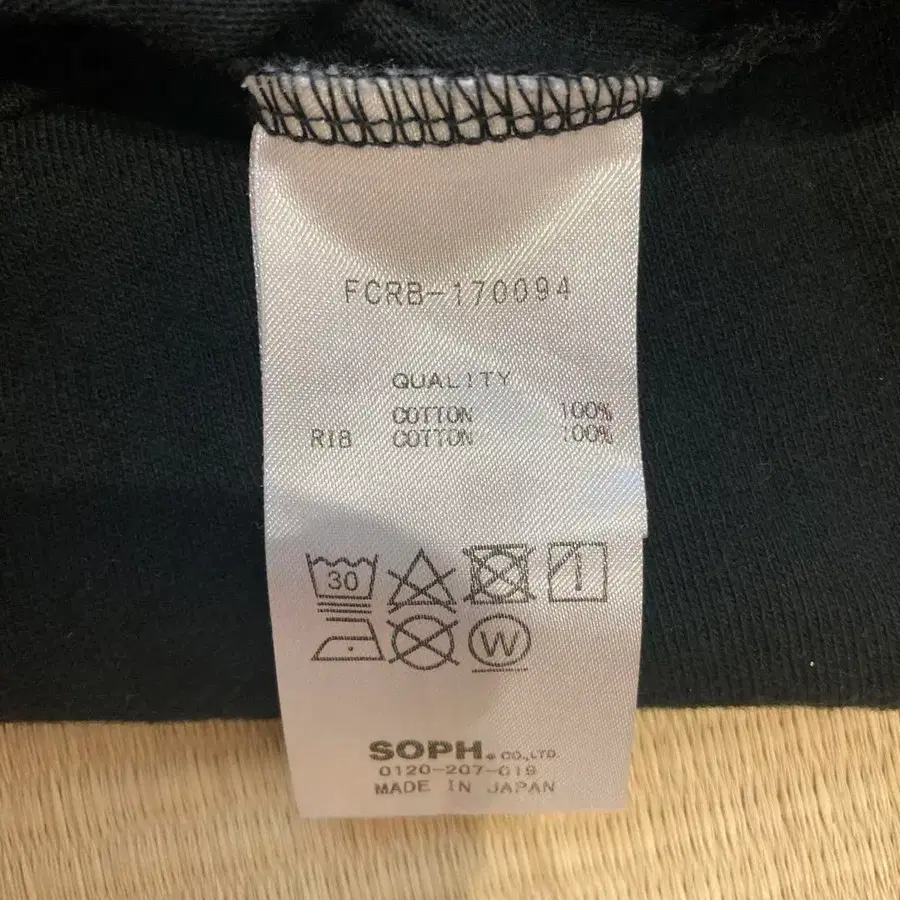 FCRB-170094
QUALITY
COTTON 100%
RIB COTTON 100%
30
W
SOPH. CO.,LTD.
0120-207-019
MADE IN JAPAN